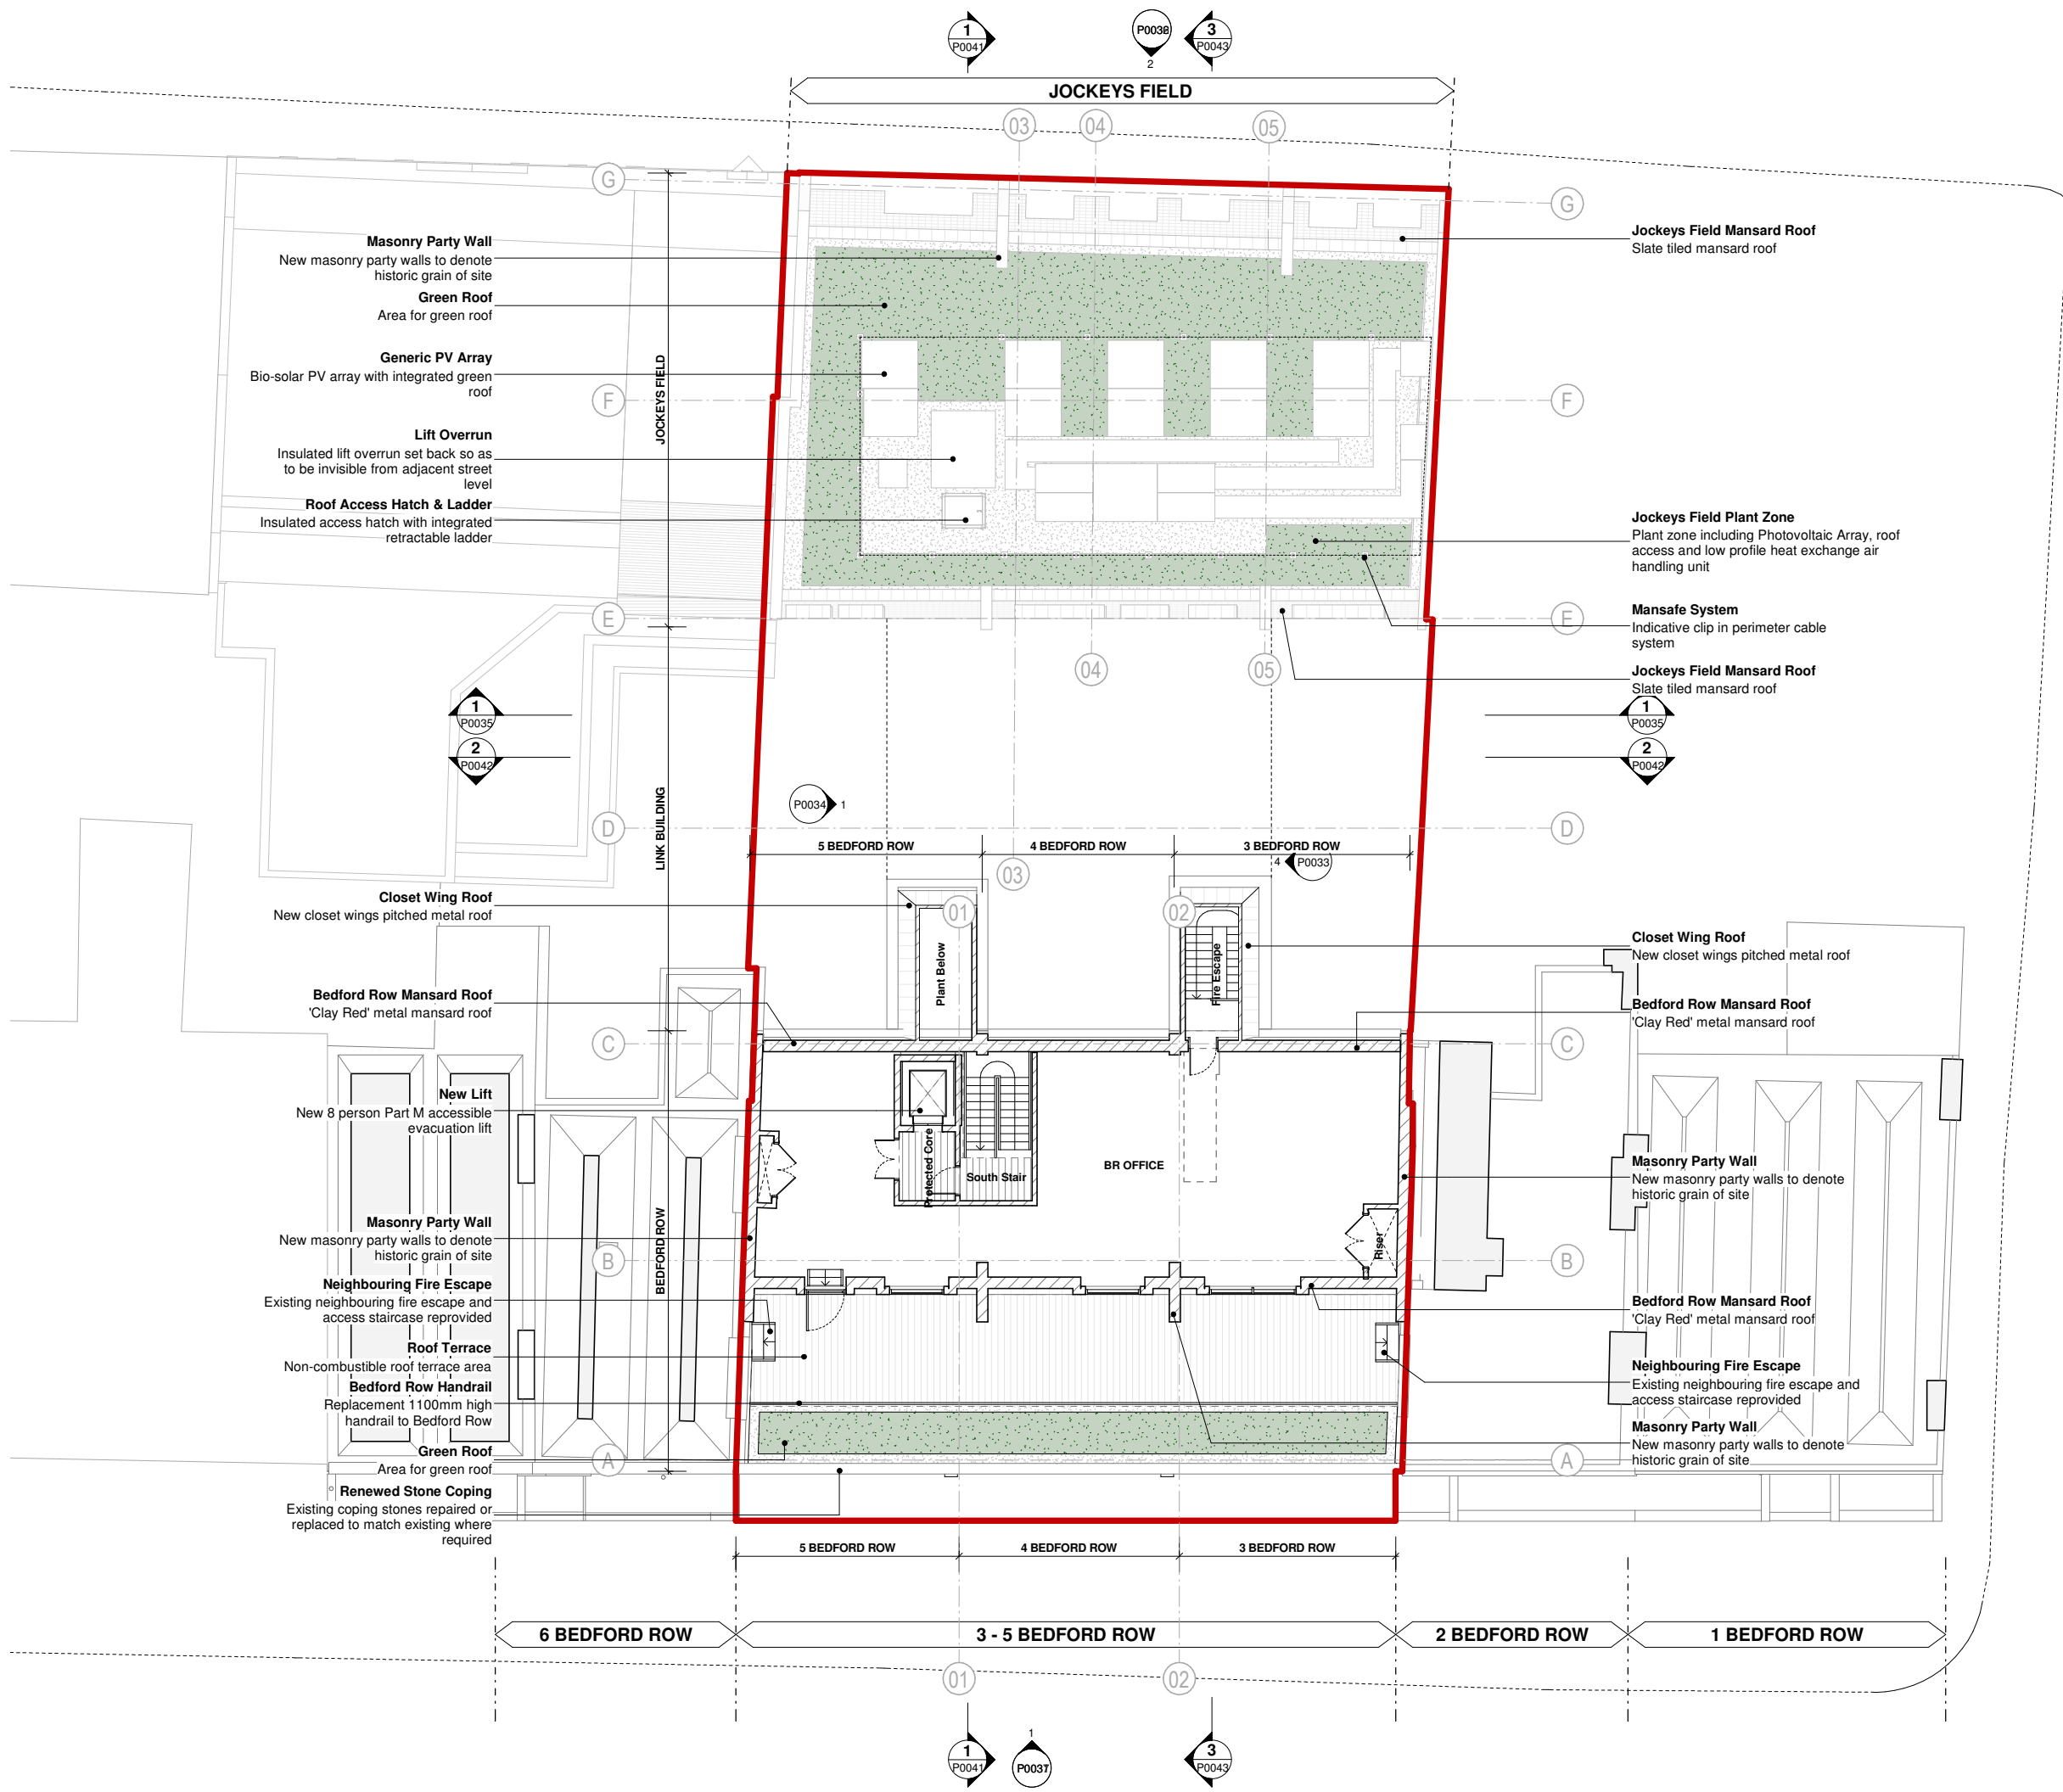 1
P0041
2
3
P0043
JOCKEYS FIELD
03
04
05
G
G
Masonry Party Wall
New masonry party walls to denote
historic grain of site
Green Roof
Area for green roof
Generic PV Array
Bio-solar PV array with integrated green
roof
F
Lift Overrun
Insulated lift overrun set back so as
to be invisible from adjacent street
level
Roof Access Hatch & Ladder
Insulated access hatch with integrated
retractable ladder
JOCKEYS FIELD
E
Jockeys Field Mansard Roof
Slate tiled mansard roof
F
Jockeys Field Plant Zone
Plant zone including Photovoltaic Array, roof
access and low profile heat exchange air
handling unit
Mansafe System
Indicative clip in perimeter cable
system
E
Jockeys Field Mansard Roof
Slate tiled mansard roof
04
05
1
P0035
2
P0042
1
P0035
2
P0042
LINK BUILDING
P0034
1
D
D
5 BEDFORD ROW
4 BEDFORD ROW
3 BEDFORD ROW
4
P0033
03
Closet Wing Roof
New closet wings pitched metal roof
01
02
Plant Below
Fire Escape
Closet Wing Roof
New closet wings pitched metal roof
Bedford Row Mansard Roof
'Clay Red' metal mansard roof
Bedford Row Mansard Roof
'Clay Red' metal mansard roof
C
C
New Lift
New 8 person Part M accessible
evacuation lift
Protected Core
South Stair
BR OFFICE
Riser
Masonry Party Wall
New masonry party walls to denote
historic grain of site
Masonry Party Wall
New masonry party walls to denote
historic grain of site
B
B
BEDFORD ROW
Neighbouring Fire Escape
Existing neighbouring fire escape and
access staircase reprovided
Roof Terrace
Non-combustible roof terrace area
Bedford Row Handrail
Replacement 1100mm high
handrail to Bedford Row
Green Roof
Area for green roof
A
Renewed Stone Coping
Existing coping stones repaired or
replaced to match existing where
required
Bedford Row Mansard Roof
'Clay Red' metal mansard roof
Neighbouring Fire Escape
Existing neighbouring fire escape and
access staircase reprovided
Masonry Party Wall
New masonry party walls to denote
historic grain of site
A
5 BEDFORD ROW
4 BEDFORD ROW
3 BEDFORD ROW
6 BEDFORD ROW
3 - 5 BEDFORD ROW
2 BEDFORD ROW
1 BEDFORD ROW
01
02
1
P0041
1
3
P0043